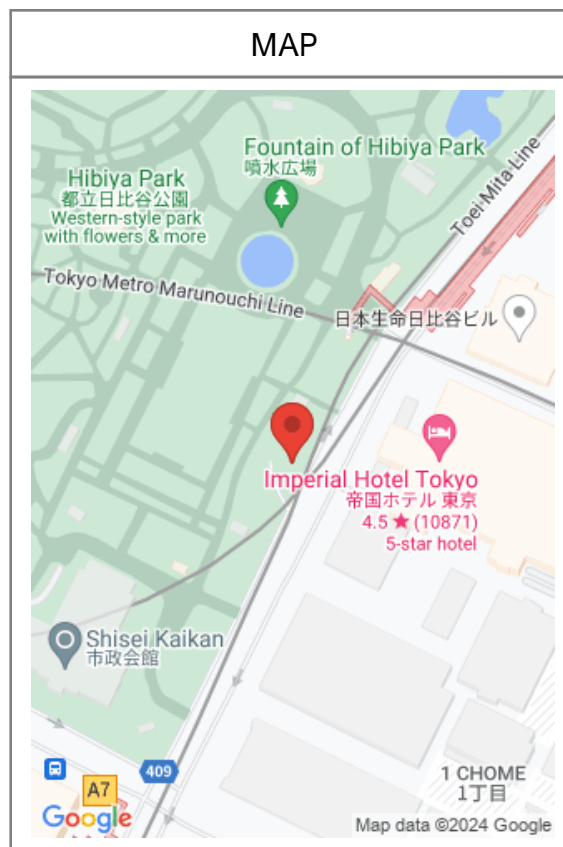 MAP
Fountain of Hibiya Park
噴水広場
Hibiya Park
都立日比谷公園
Western-style park
with flowers & more
Toei-Mita-Line
Tokyo Metro Marunouchi Line
日本生命日比谷ビル
Imperial Hotel Tokyo
帝国ホテル 東京
4.5 ★ (10871)
5-star hotel
Shisei Kaikan
市政会館
409
A7
1 CHOME
1丁目
Google
Map data ©2024 Google